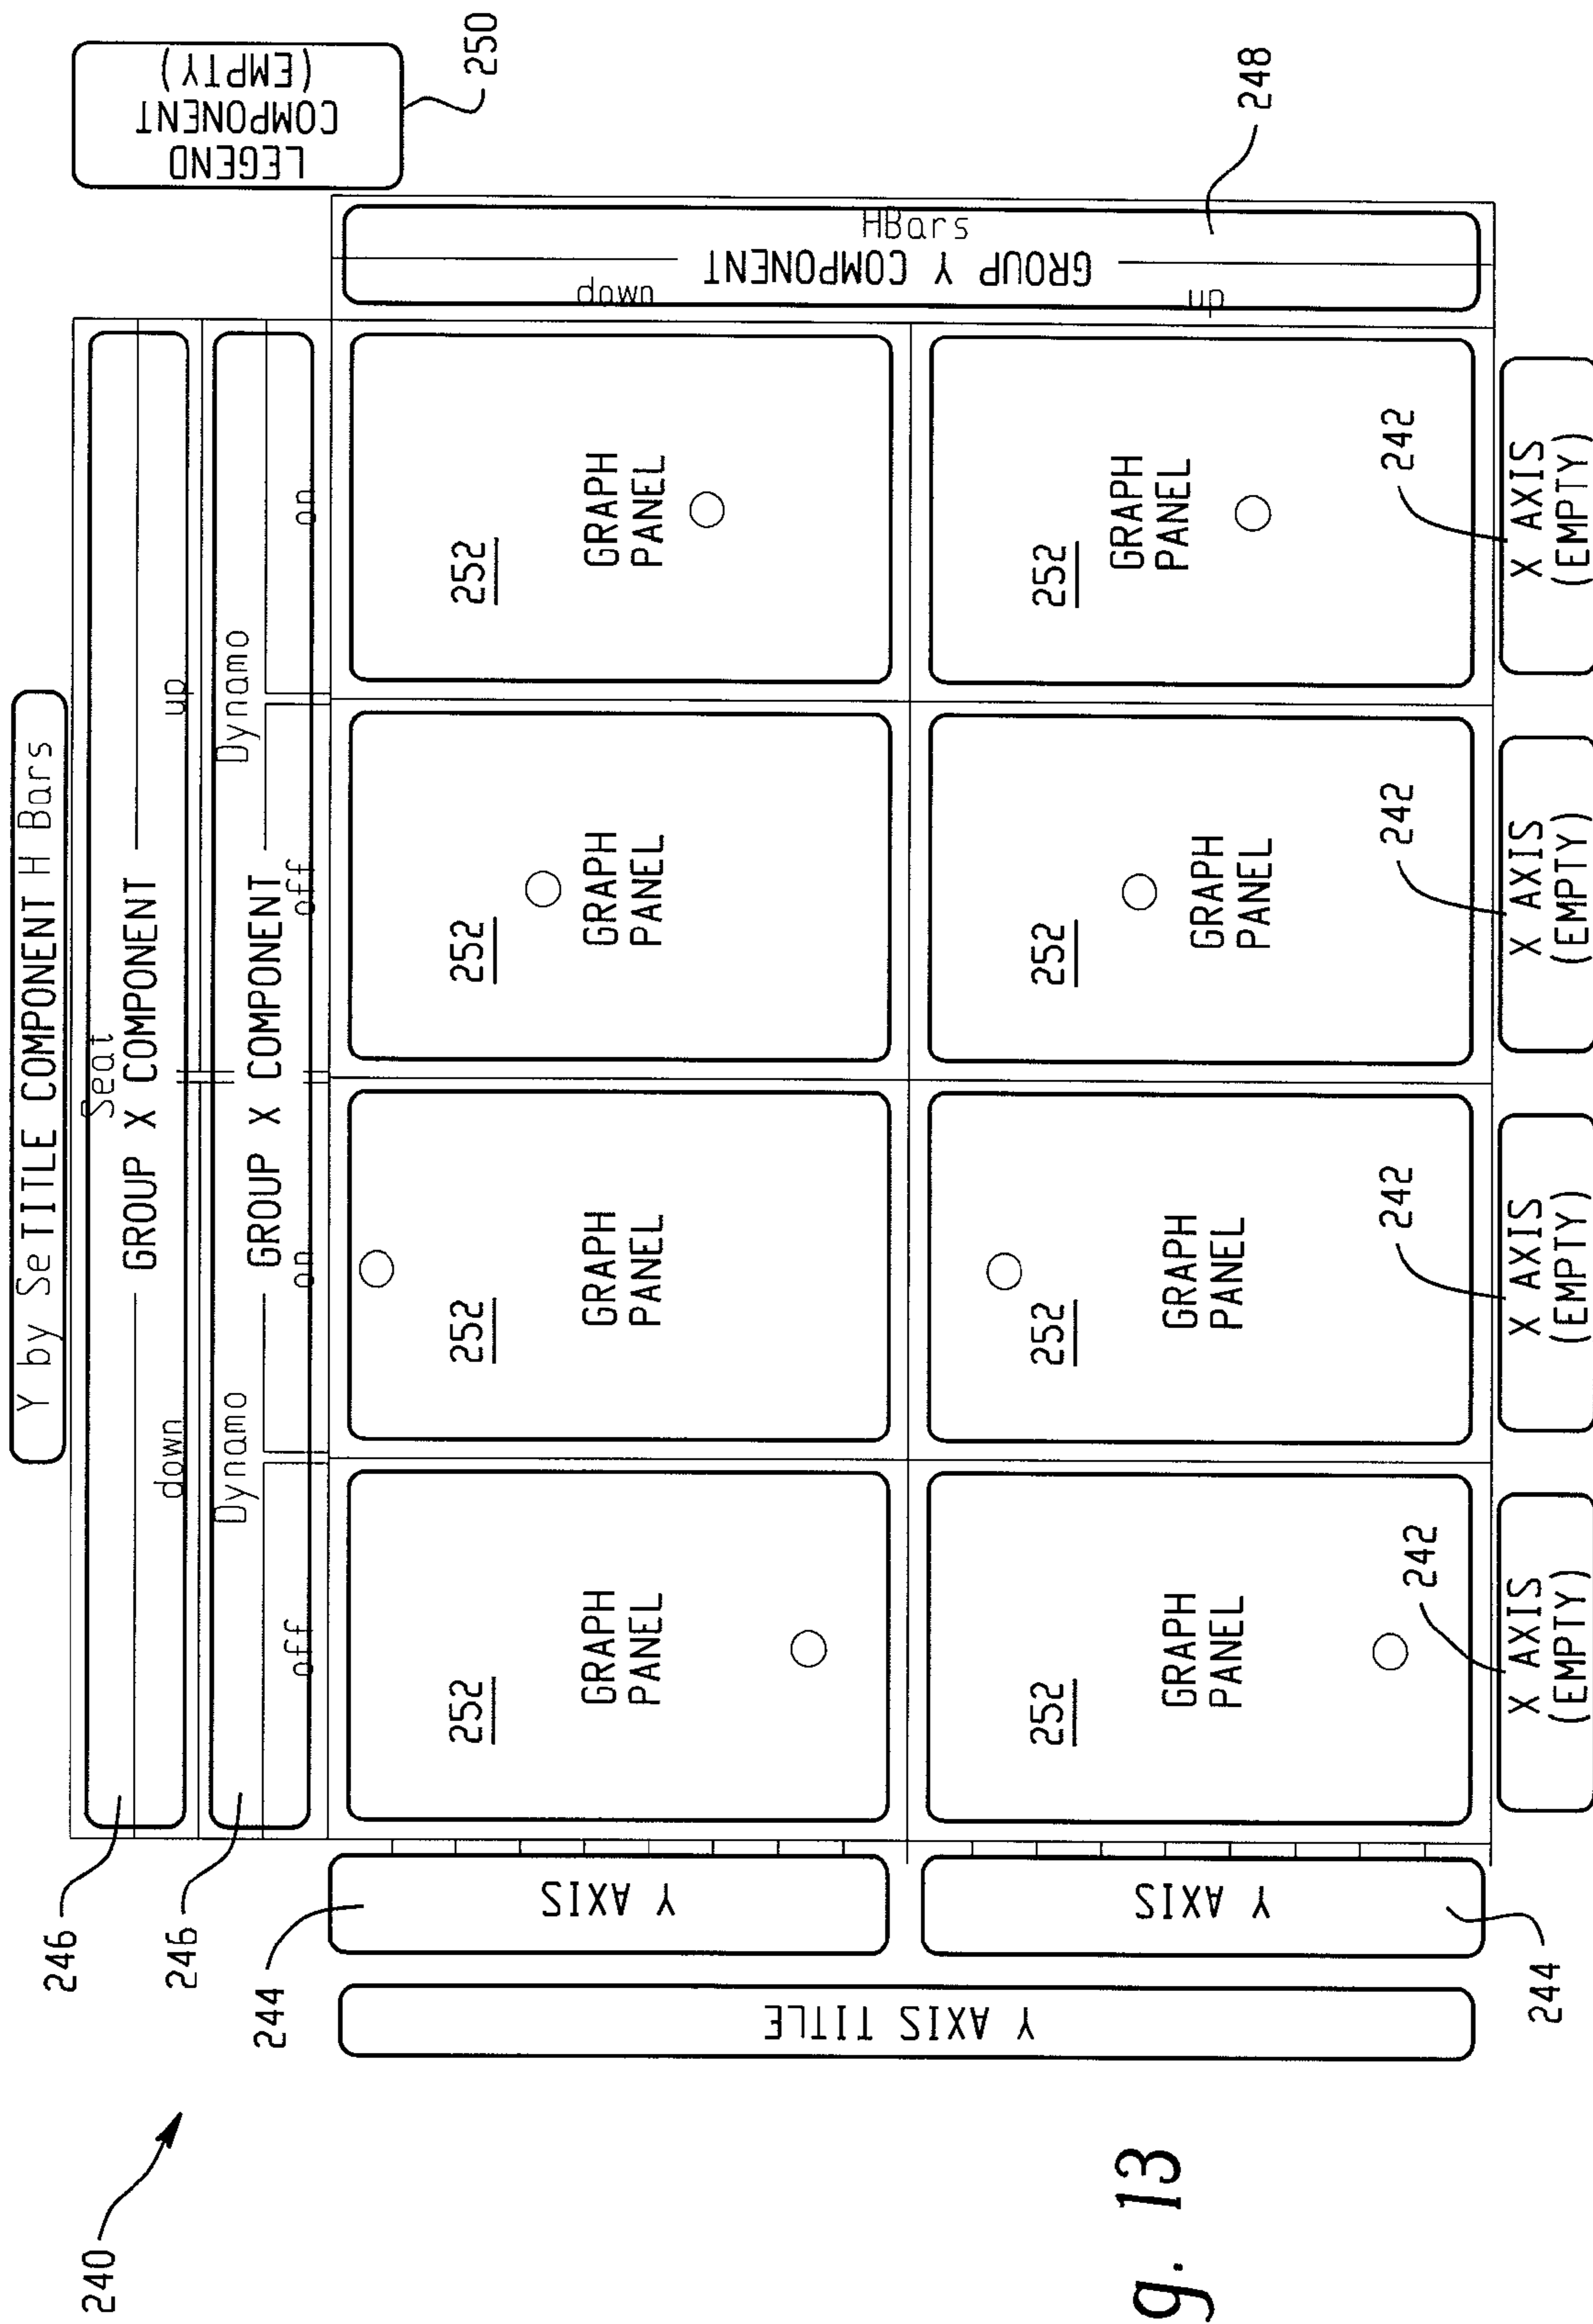 240
246
246
244
244
Y by Se TITLE COMPONENT H Bars
Seat
GROUP X COMPONENT
down
up
Dynamo
Dynamo
GROUP X COMPONENT
off
on
off
on
LEGEND
COMPONENT
(EMPTY)
250
Y AXIS TITLE
Y AXIS
Y AXIS
252
GRAPH
PANEL
252
GRAPH
PANEL
252
GRAPH
PANEL
252
GRAPH
PANEL
252
GRAPH
PANEL
252
GRAPH
PANEL
252
GRAPH
PANEL
252
GRAPH
PANEL
HBars
GROUP Y COMPONENT
down
up
248
242
242
242
242
X AXIS
(EMPTY)
X AXIS
(EMPTY)
X AXIS
(EMPTY)
X AXIS
(EMPTY)
g. 13